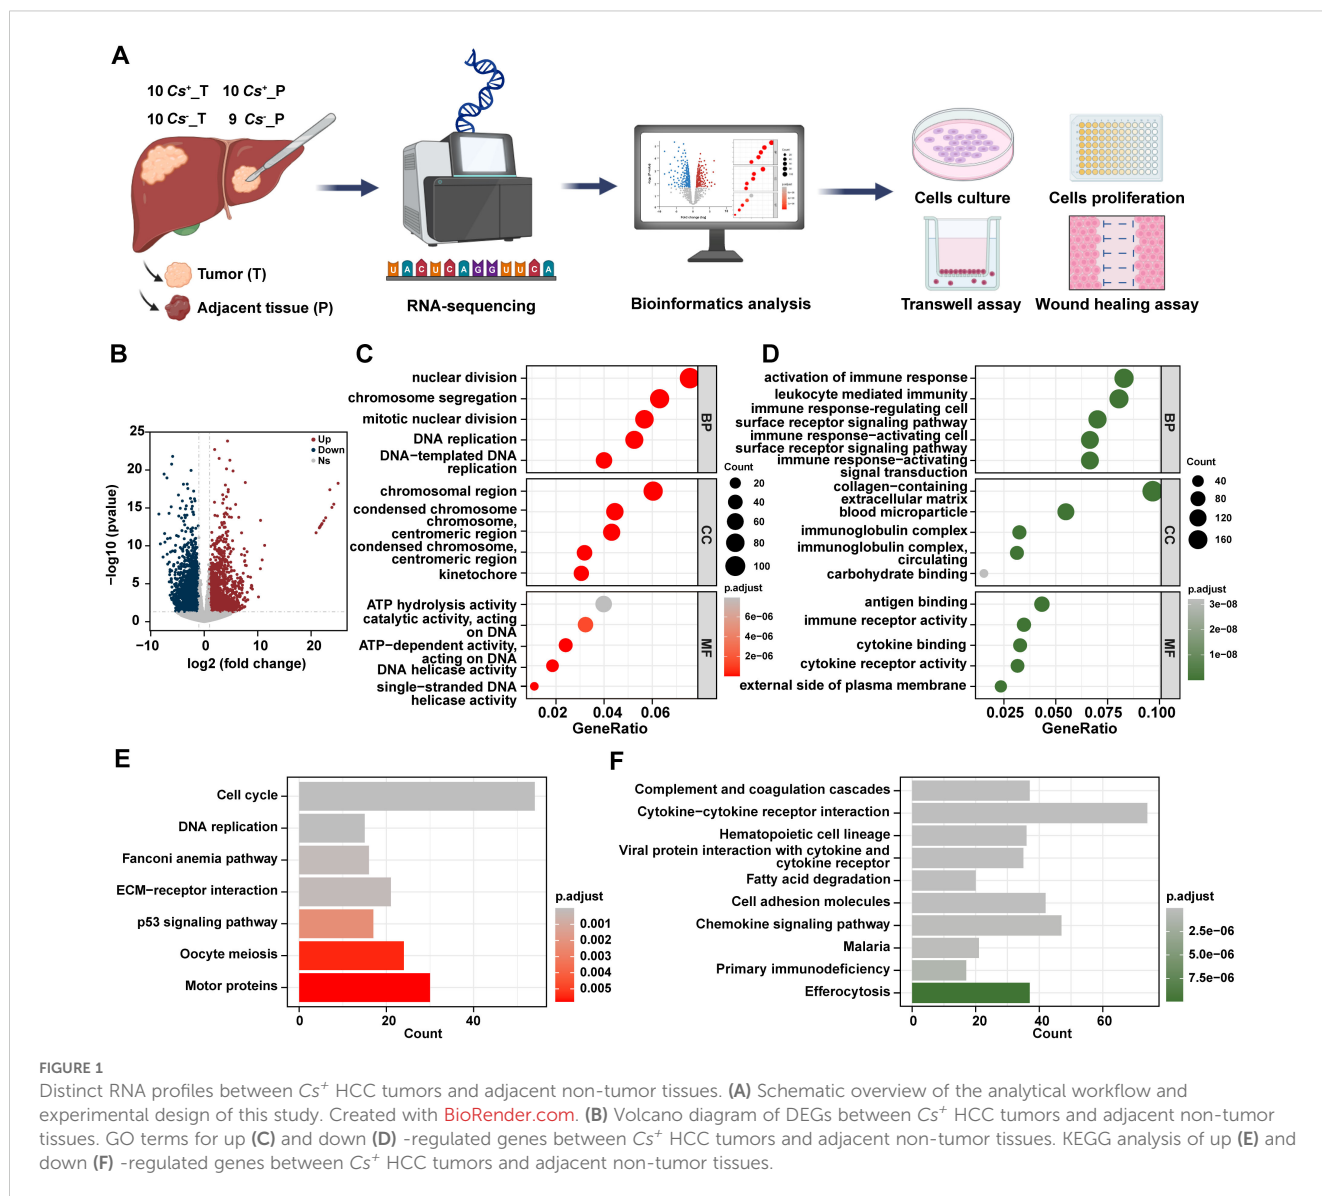 A
10 Cs⁺_T 10 Cs⁺_P
10 Cs⁻_T 9 Cs⁻_P
Tumor (T)
Adjacent tissue (P)
U A C U C A G G U U C A
RNA-sequencing
Bioinformatics analysis
Cells culture
Cells proliferation
Transwell assay
Wound healing assay
B
25
20
15
10
5
0
−10
0
10
20
−log10 (pvalue)
log2 (fold change)
Up
Down
Ns
C
nuclear division
chromosome segregation
mitotic nuclear division
DNA replication
DNA−templated DNA
replication
BP
chromosomal region
condensed chromosome
chromosome,
centromeric region
condensed chromosome,
centromeric region
kinetochore
CC
ATP hydrolysis activity
catalytic activity, acting
on DNA
ATP−dependent activity,
acting on DNA
DNA helicase activity
single−stranded DNA
helicase activity
MF
0.02
0.04
0.06
GeneRatio
Count
20
40
60
80
100
p.adjust
6e−06
4e−06
2e−06
D
activation of immune response
leukocyte mediated immunity
immune response-regulating cell
surface receptor signaling pathway
immune response−activating cell
surface receptor signaling pathway
immune response−activating
signal transduction
BP
collagen−containing
extracellular matrix
blood microparticle
immunoglobulin complex
immunoglobulin complex,
circulating
carbohydrate binding
CC
antigen binding
immune receptor activity
cytokine binding
cytokine receptor activity
external side of plasma membrane
MF
0.025
0.050
0.075
0.100
GeneRatio
Count
40
80
120
160
p.adjust
3e−08
2e−08
1e−08
E
Cell cycle
DNA replication
Fanconi anemia pathway
ECM−receptor interaction
p53 signaling pathway
Oocyte meiosis
Motor proteins
0
20
40
Count
p.adjust
0.001
0.002
0.003
0.004
0.005
F
Complement and coagulation cascades
Cytokine−cytokine receptor interaction
Hematopoietic cell lineage
Viral protein interaction with cytokine and
cytokine receptor
Fatty acid degradation
Cell adhesion molecules
Chemokine signaling pathway
Malaria
Primary immunodeficiency
Efferocytosis
0
20
40
60
Count
p.adjust
2.5e−06
5.0e−06
7.5e−06
FIGURE 1
Distinct RNA profiles between Cs⁺ HCC tumors and adjacent non-tumor tissues. (A) Schematic overview of the analytical workflow and
experimental design of this study. Created with BioRender.com. (B) Volcano diagram of DEGs between Cs⁺ HCC tumors and adjacent non-tumor
tissues. GO terms for up (C) and down (D) -regulated genes between Cs⁺ HCC tumors and adjacent non-tumor tissues. KEGG analysis of up (E) and
down (F) -regulated genes between Cs⁺ HCC tumors and adjacent non-tumor tissues.